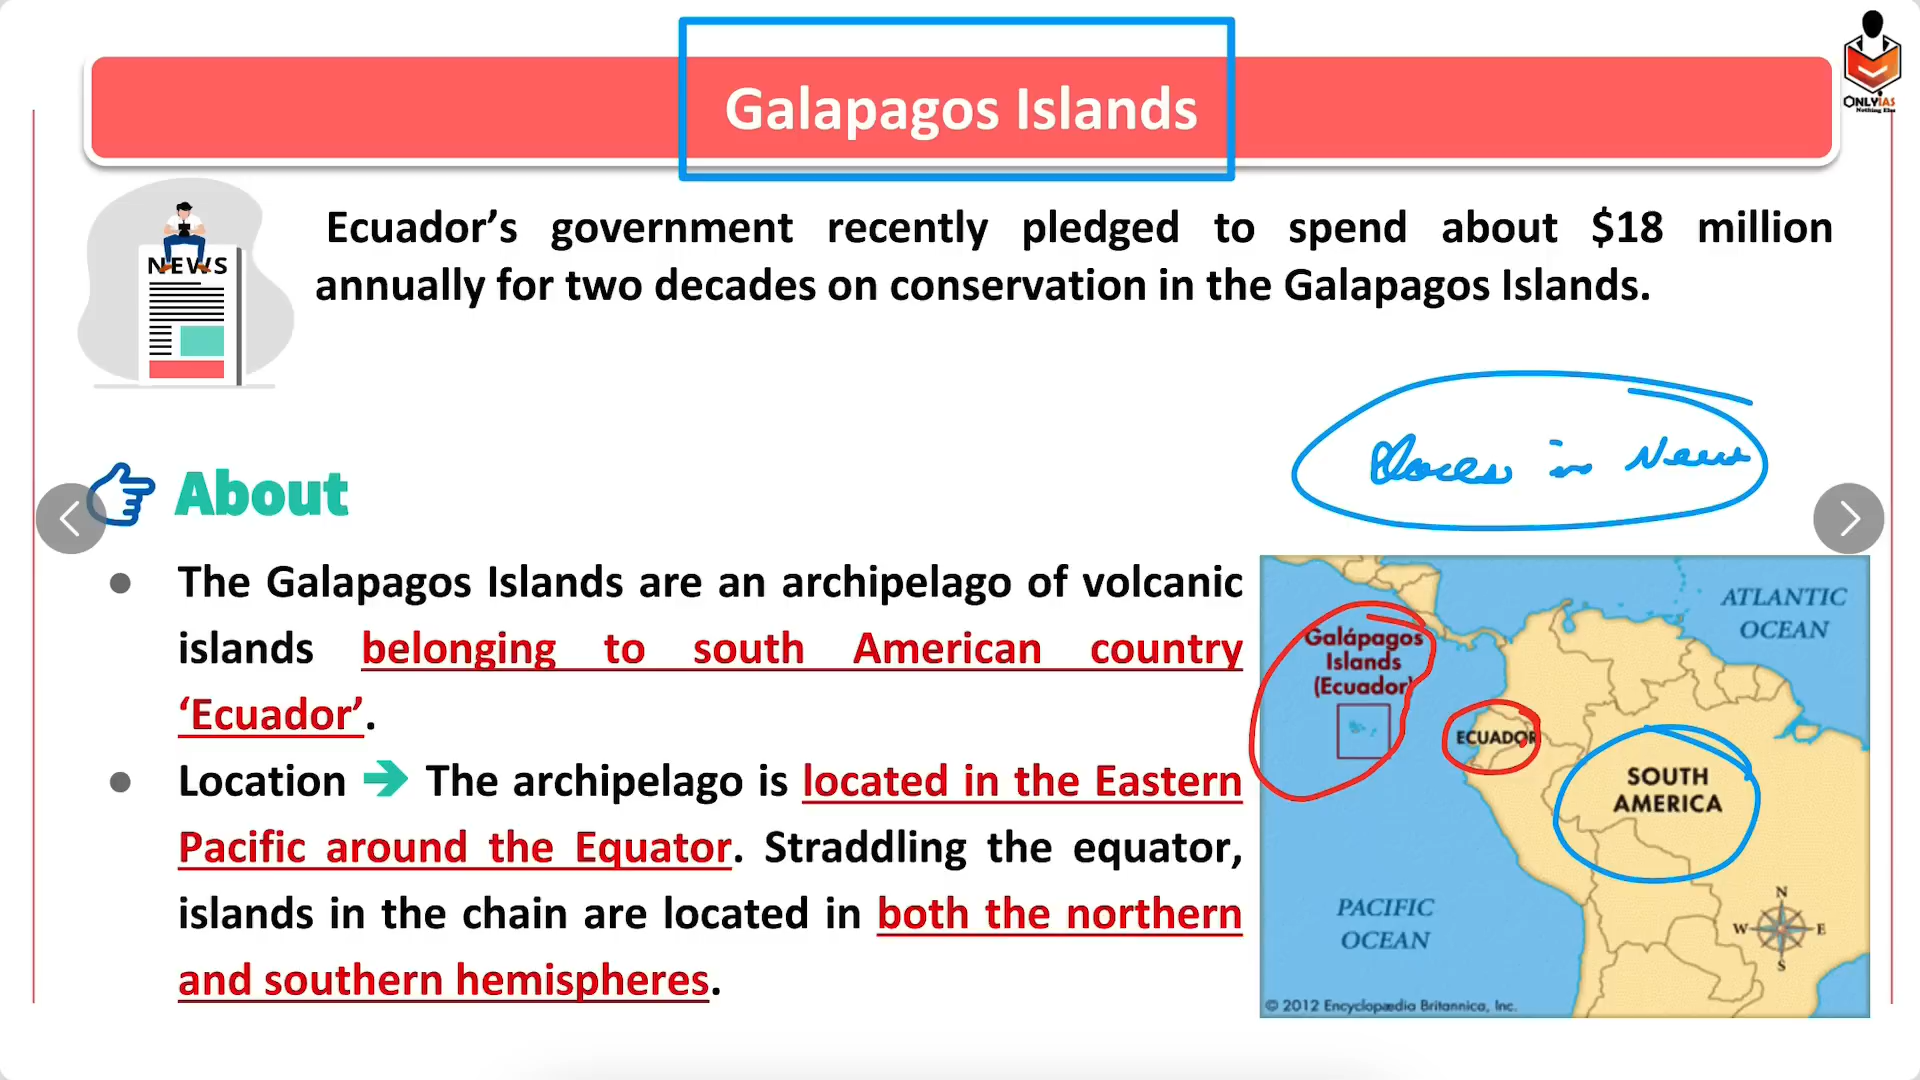 Galapagos Islands
ONLYIAS
Nothing Else
NEWS
Ecuador’s government recently pledged to spend about $18 million
annually for two decades on conservation in the Galapagos Islands.
Places in News
About
The Galapagos Islands are an archipelago of volcanic
islands belonging to south American country
‘Ecuador’.
Location ➔ The archipelago is located in the Eastern
Pacific around the Equator. Straddling the equator,
islands in the chain are located in both the northern
and southern hemispheres.
ATLANTIC
OCEAN
Galápagos
Islands
(Ecuador)
ECUADOR
SOUTH
AMERICA
PACIFIC
OCEAN
N
W E
S
© 2012 Encyclopædia Britannica, Inc.